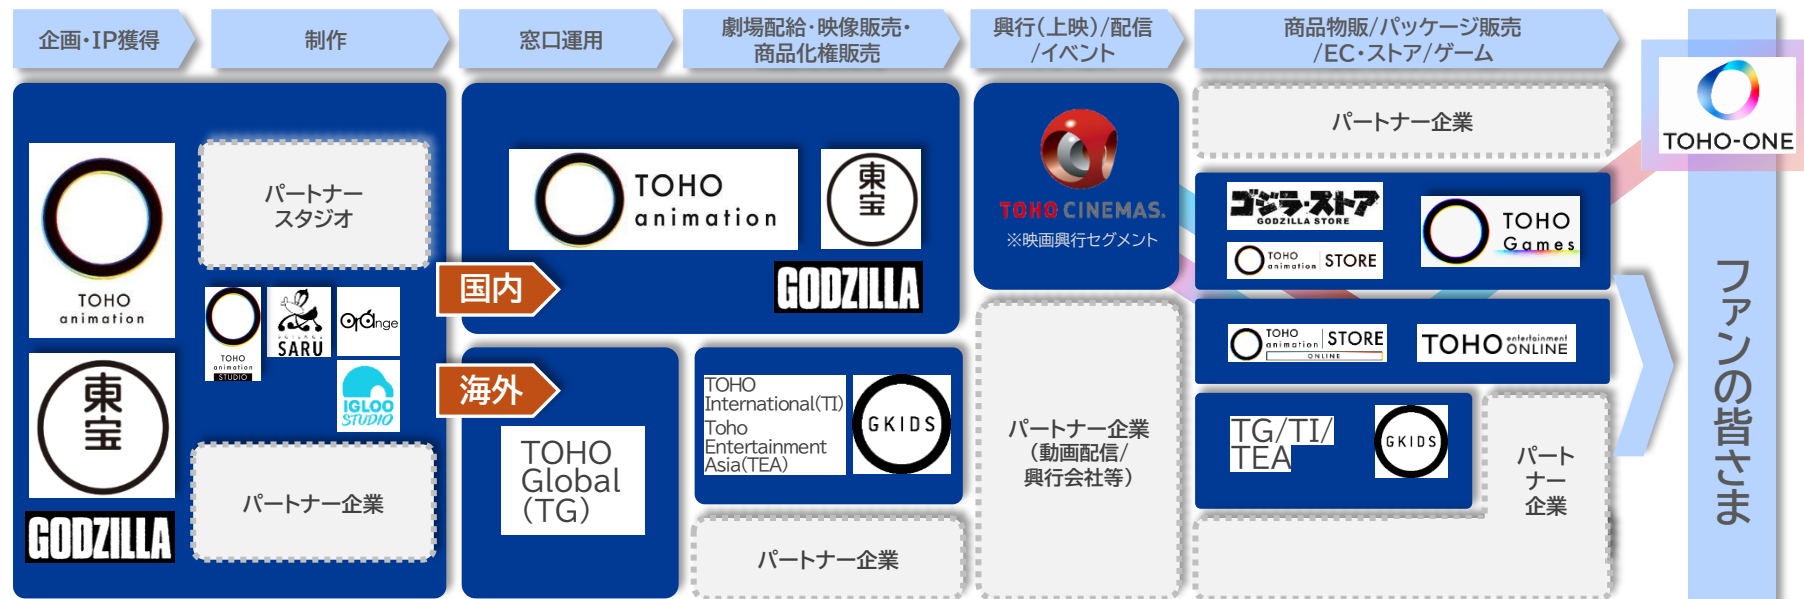 企画・IP獲得
制作
窓口運用
劇場配給・映像販売・
商品化権販売
興行(上映)/配信
/イベント
商品物販/パッケージ販売
/EC・ストア/ゲーム
TOHO
animation
東宝
GODZILLA
パートナー
スタジオ
TOHO
animation
STUDIO
SARU
orange
IGLOO
STUDIO
パートナー企業
国内
海外
TOHO
animation
東宝
GODZILLA
TOHO
Global
(TG)
TOHO
International(TI)
Toho
Entertainment
Asia(TEA)
GKIDS
パートナー企業
TOHO CINEMAS.
※映画興行セグメント
パートナー企業
(動画配信/
興行会社等)
パートナー企業
ゴジラ・ストア
GODZILLA STORE
TOHO
animation STORE
TOHO
Games
TOHO
animation STORE
ONLINE
TOHO entertainment
ONLINE
TG/TI/
TEA
GKIDS
パート
ナー
企業
TOHO-ONE
ファンの皆さま